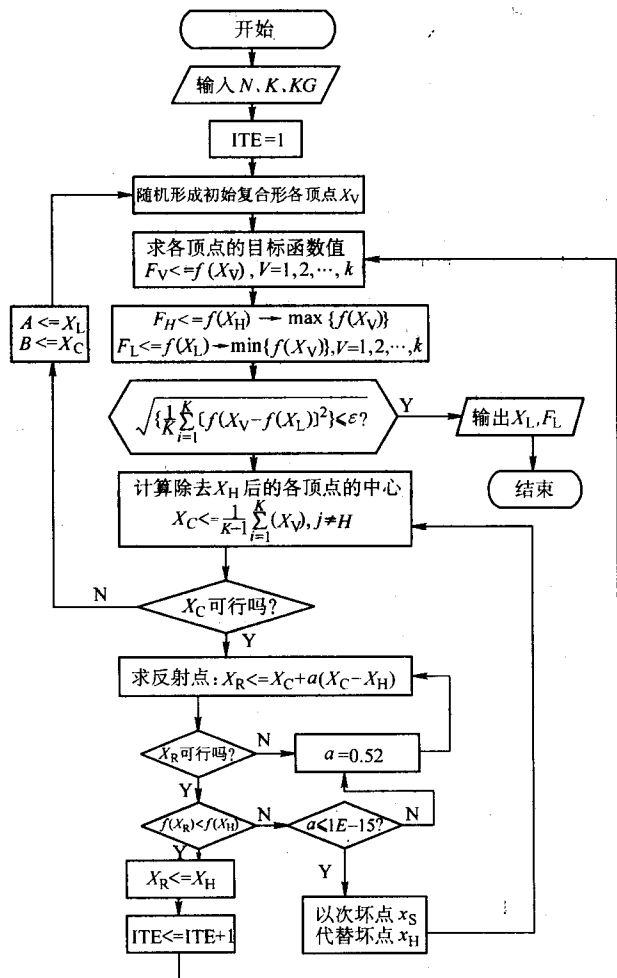 开始
输入 N、K、KG
ITE=1
随机形成初始复合形各顶点X_V
求各顶点的目标函数值
F_V<=f(X_V), V=1,2,…,k
A<=X_L
B<=X_C
F_H<=f(X_H)→max{f(X_V)}
F_L<=f(X_L)→min{f(X_V)},V=1,2,…,k
√{1/K ∑_{i=1}^{K}[f(X_V-f(X_L)]²}≤ε?
Y
输出X_L,F_L
结束
计算除去X_H后的各顶点的中心
X_C<=1/(K-1) ∑_{i=1}^{K}(X_V), j≠H
N
X_C可行吗?
Y
求反射点:X_R<=X_C+a(X_C-X_H)
X_R可行吗?
N
a=0.52
Y
f(X_R)<f(X_H)
N
a≤1E-15?
N
Y
Y
X_R<=X_H
以次坏点x_S
代替坏点x_H
ITE<=ITE+1